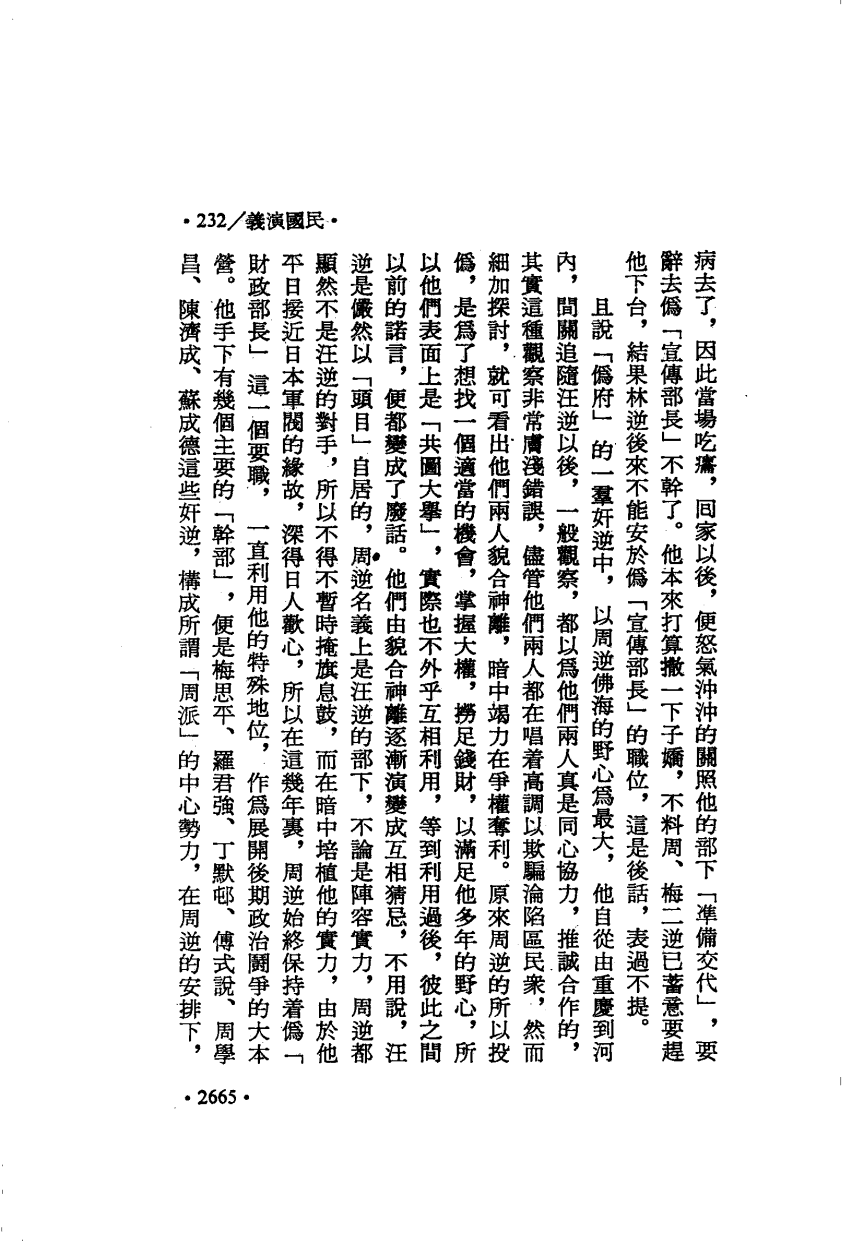 •232/義演國民•
病去了，因此當場吃癟，囘家以後，便怒氣沖沖的關照他的部下「準備交代」，要
辭去僞「宣傳部長」不幹了。他本來打算撤一下子嬌，不料周、梅二逆已蓄意要趕
他下台，結果林逆後來不能安於僞「宣傳部長」的職位，這是後話，表過不提。
且說「僞府」的一羣奸逆中，以周逆佛海的野心爲最大，他自從由重慶到河
內，間關追隨汪逆以後，一般觀察，都以爲他們兩人真是同心協力，推誠合作的，
其實這種觀察非常膚淺錯誤，儘管他們兩人都在唱着高調以欺騙淪陷區民衆，然而
細加探討，就可看出他們兩人貌合神離，暗中竭力在爭權奪利。原來周逆的所以投
僞，是爲了想找一個適當的機會，掌握大權，撈足錢財，以滿足他多年的野心，所
以他們表面上是「共圖大舉」，實際也不外乎互相利用，等到利用過後，彼此之間
以前的諾言，便都變成了廢話。他們由貌合神離逐漸演變成互相猜忌，不用說，汪
逆是儼然以「頭目」自居的，周逆名義上是汪逆的部下，不論是陣容實力，周逆都
顯然不是汪逆的對手，所以不得不暫時掩旗息鼓，而在暗中培植他的實力，由於他
平日接近日本軍閥的緣故，深得日人歡心，所以在這幾年裏，周逆始終保持着僞「
財政部長」這一個要職，一直利用他的特殊地位，作爲展開後期政治鬭爭的大本
營。他手下有幾個主要的「幹部」，便是梅思平、羅君強、丁默邨、傅式說、周學
昌、陳濟成、蘇成德這些奸逆，構成所謂「周派」的中心勢力，在周逆的安排下，
•2665•